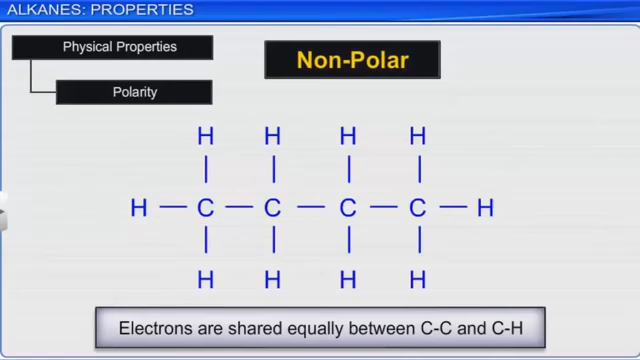 ALKANES: PROPERTIES
Physical Properties
Non-Polar
Polarity
H H H H
H — C — C — C — C — H
H H H H
Electrons are shared equally between C-C and C-H